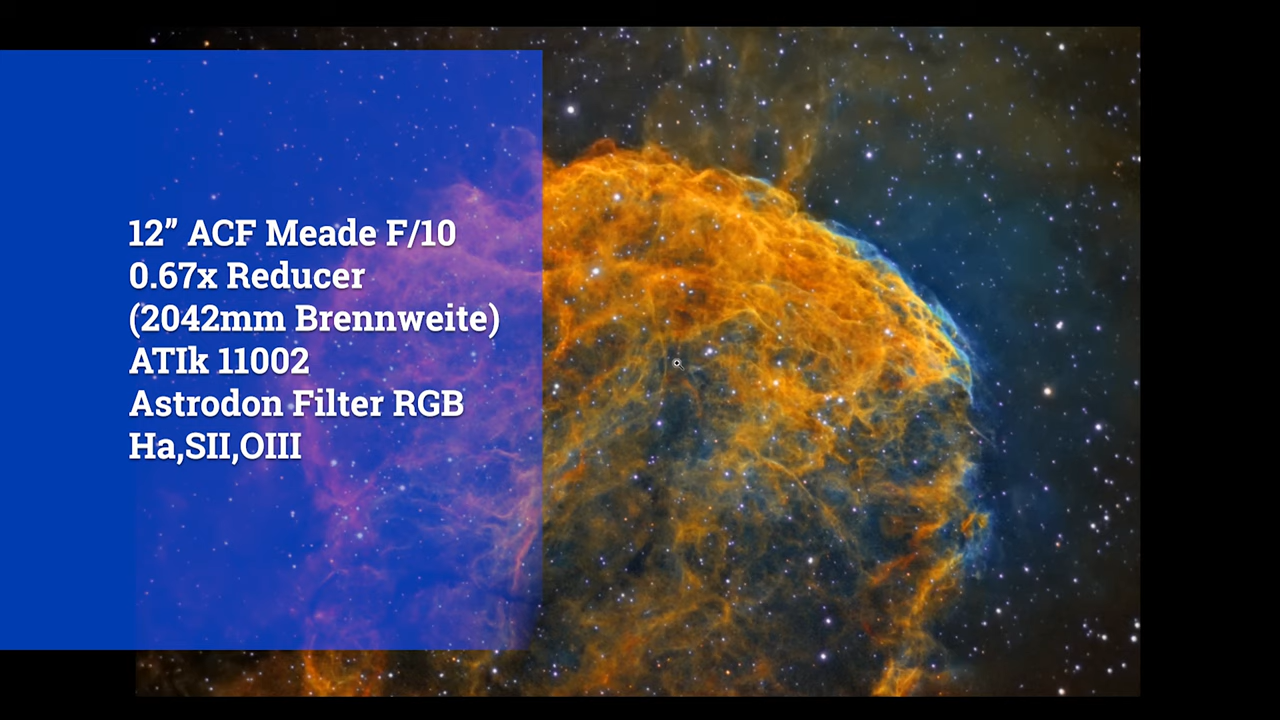 12” ACF Meade F/10
0.67x Reducer
(2042mm Brennweite)
ATIk 11002
Astrodon Filter RGB
Ha,SII,OIII